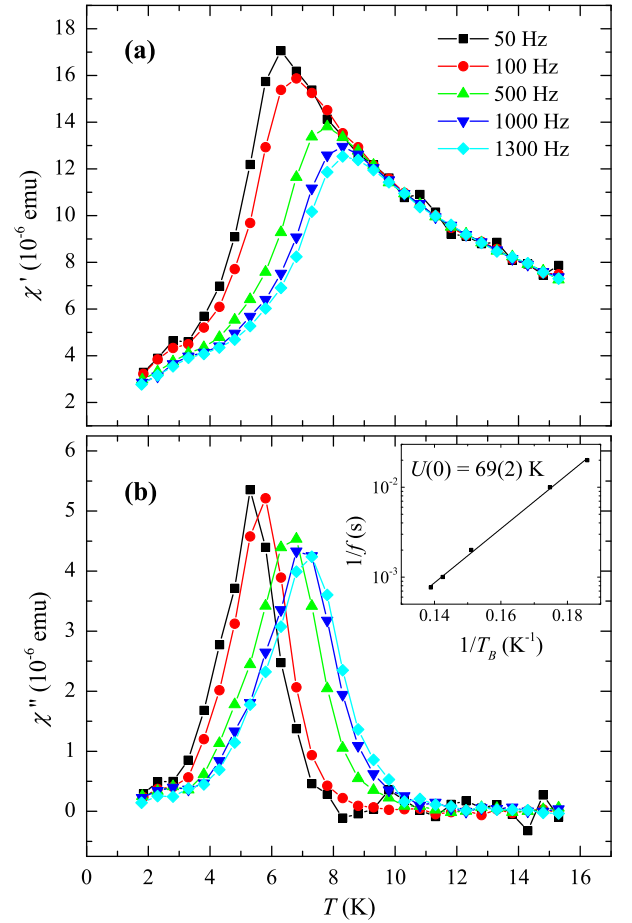 (a)
50 Hz
100 Hz
500 Hz
1000 Hz
1300 Hz
18
16
14
12
10
8
6
4
2
χ' (10⁻⁶ emu)
(b)
U(0) = 69(2) K
10⁻²
10⁻³
1/f (s)
0.14 0.16 0.18
1/T_B (K⁻¹)
6
5
4
3
2
1
0
χ'' (10⁻⁶ emu)
2 4 6 8 10 12 14 16
T (K)